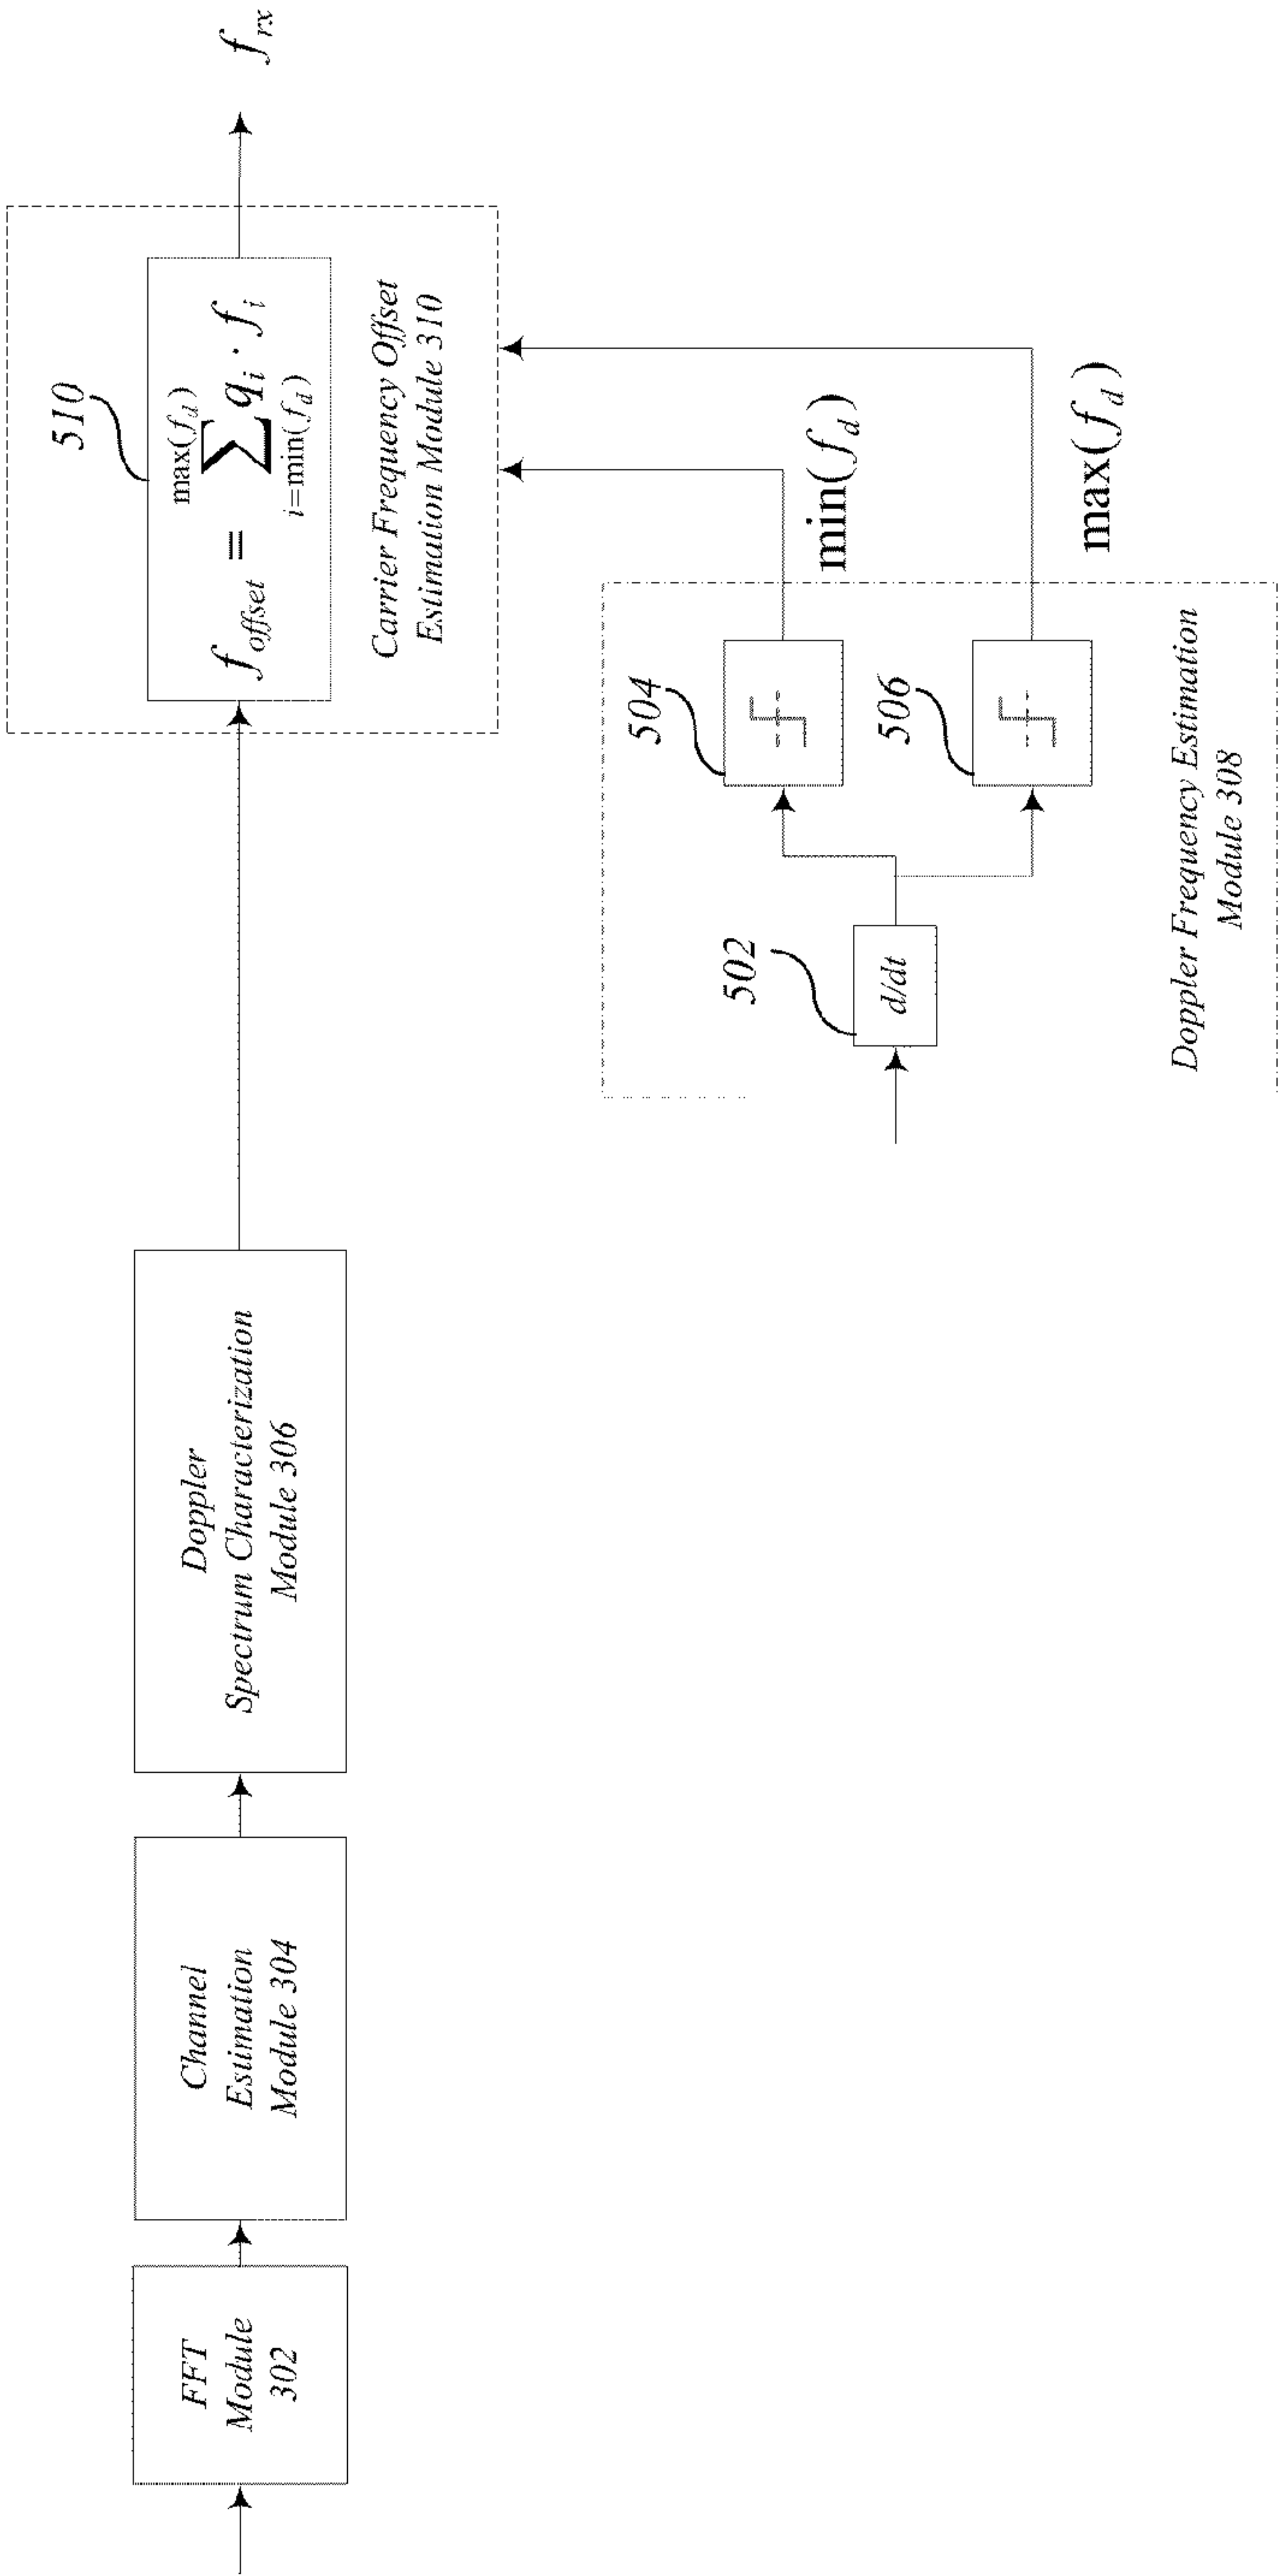 FFT
Module
302
Channel
Estimation
Module 304
Doppler
Spectrum Characterization
Module 306
510
f_offset = ∑_{i=min(f_d)}^{max(f_d)} q_i · f_i
Carrier Frequency Offset
Estimation Module 310
f_rx
502
d/dt
504
506
min(f_d)
max(f_d)
Doppler Frequency Estimation
Module 308